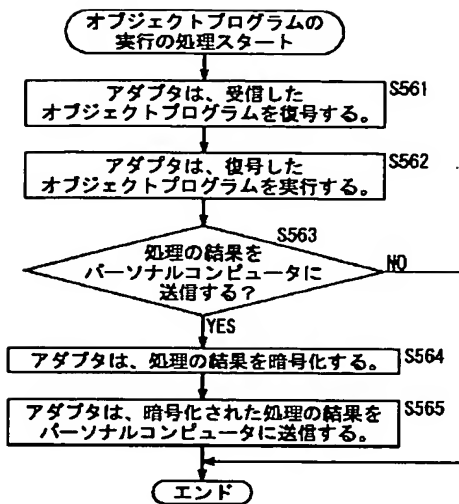 オブジェクトプログラムの
実行の処理スタート
S561
アダプタは、受信した
オブジェクトプログラムを復号する。
S562
アダプタは、復号した
オブジェクトプログラムを実行する。
S563
処理の結果を
パーソナルコンピュータに
送信する？
NO
YES
アダプタは、処理の結果を暗号化する。 S564
アダプタは、暗号化された処理の結果を S565
パーソナルコンピュータに送信する。
エンド